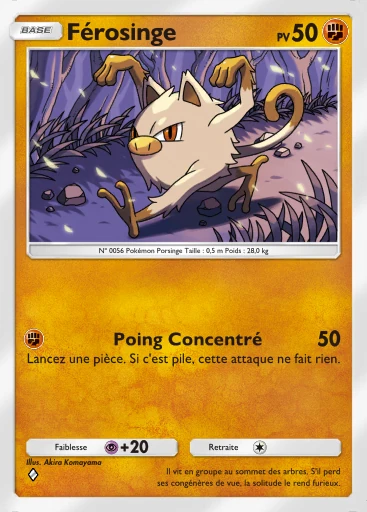 BASE
Férosinge
PV 50
N° 0056 Pokémon Porsinge Taille : 0,5 m Poids : 28,0 kg
Poing Concentré 50
Lancez une pièce. Si c'est pile, cette attaque ne fait rien.
Faiblesse +20 Retraite
Illus. Akira Komayama
Il vit en groupe au sommet des arbres. S'il perd
ses congénères de vue, la solitude le rend furieux.